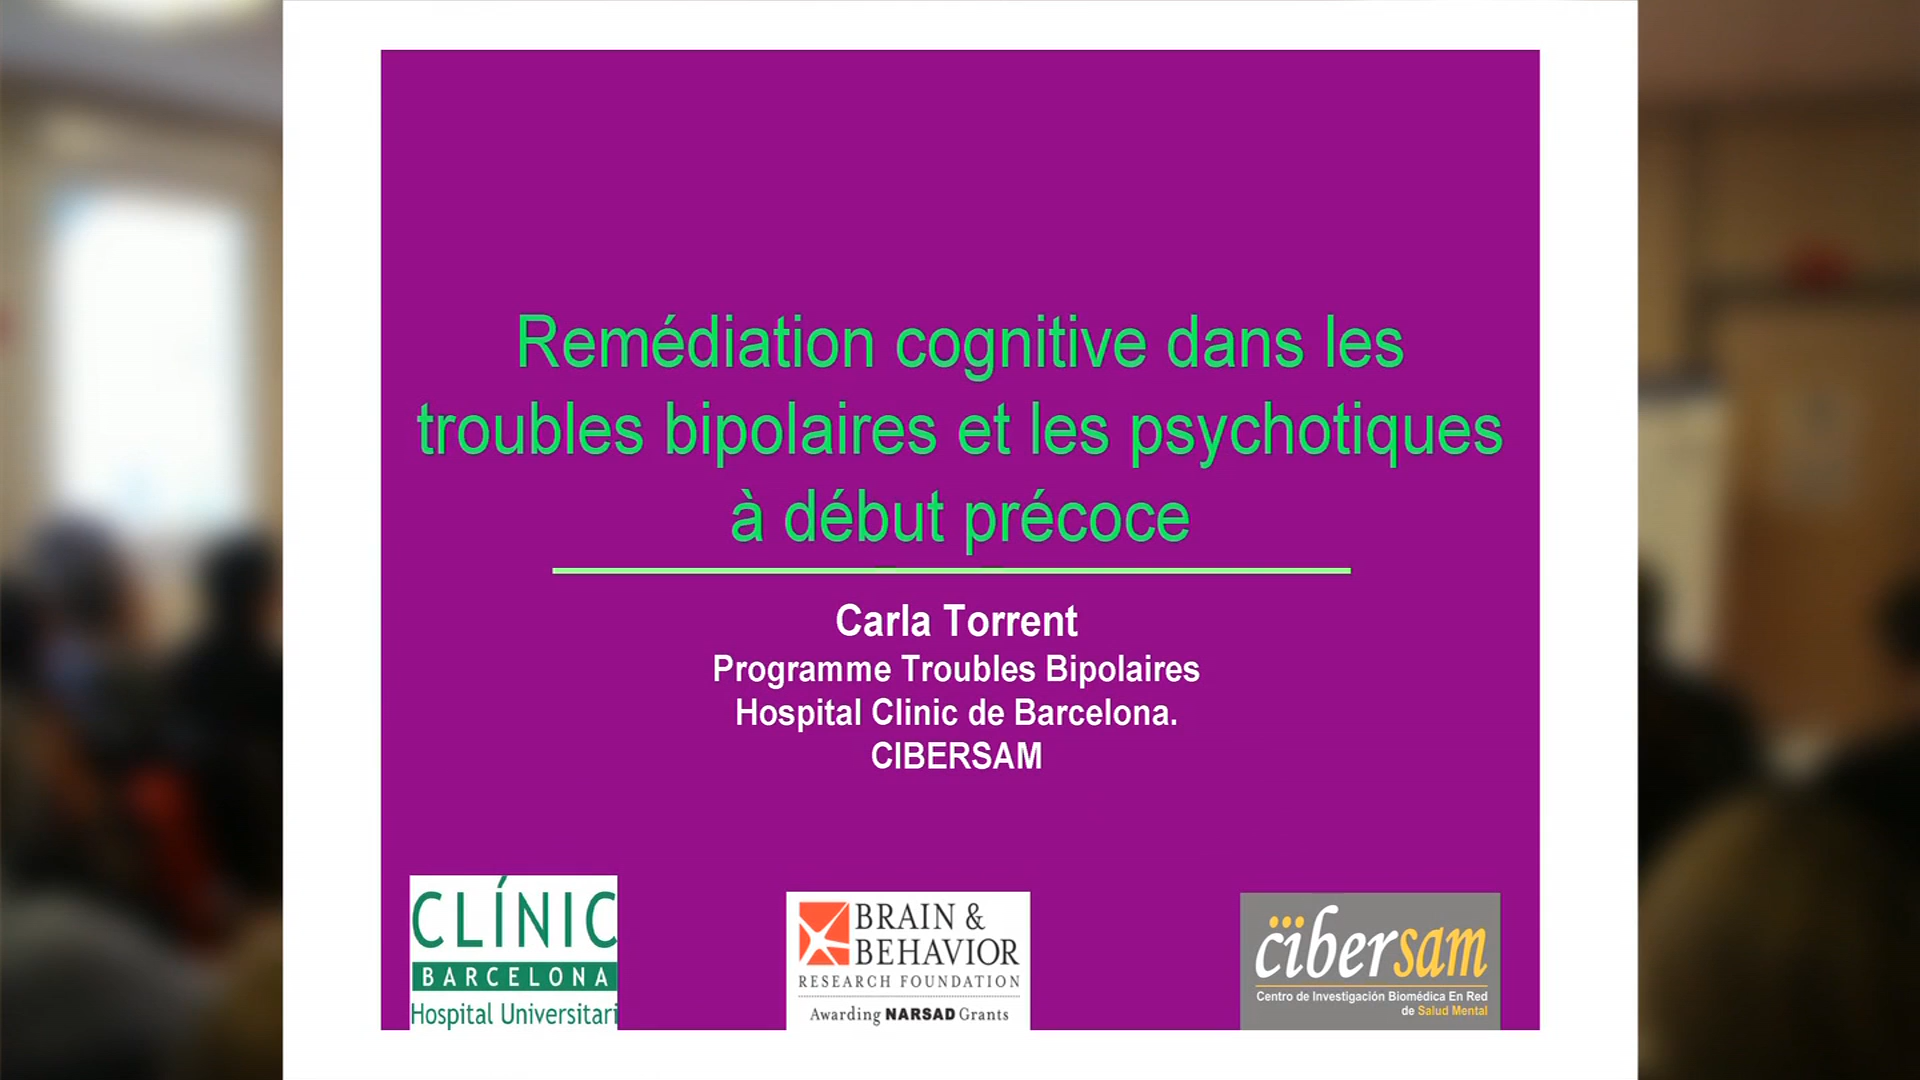 Remédiation cognitive dans les
troubles bipolaires et les psychotiques
à début précoce
Carla Torrent
Programme Troubles Bipolaires
Hospital Clinic de Barcelona.
CIBERSAM
CLÍNIC
BARCELONA
Hospital Universitari
BRAIN &
BEHAVIOR
RESEARCH FOUNDATION
Awarding NARSAD Grants
cibersam
Centro de Investigación Biomédica En Red
de Salud Mental